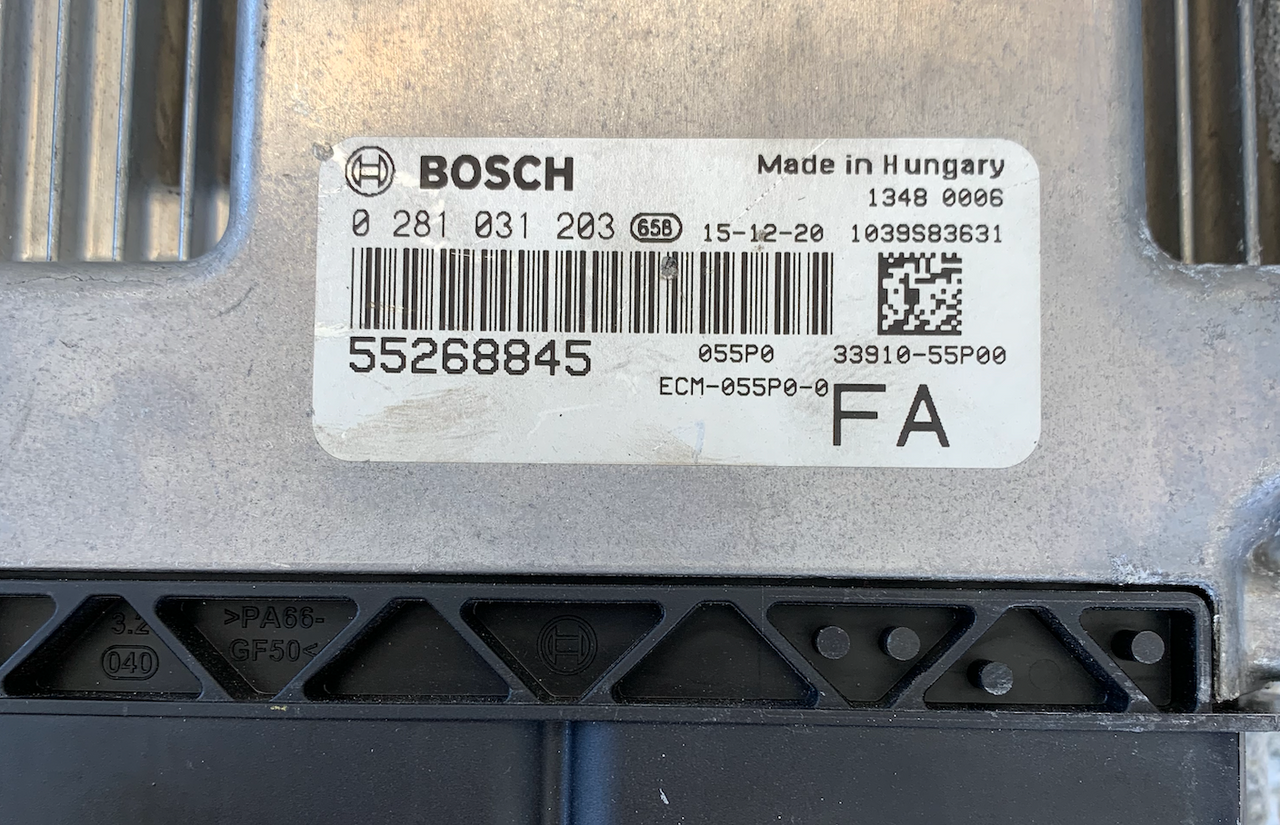 BOSCH
Made in Hungary
1348 0006
0 281 031 203 65B 15-12-20 1039S83631
55268845
055P0
33910-55P00
ECM-055P0-0
FA
3.2
040
>PA66-
GF50<